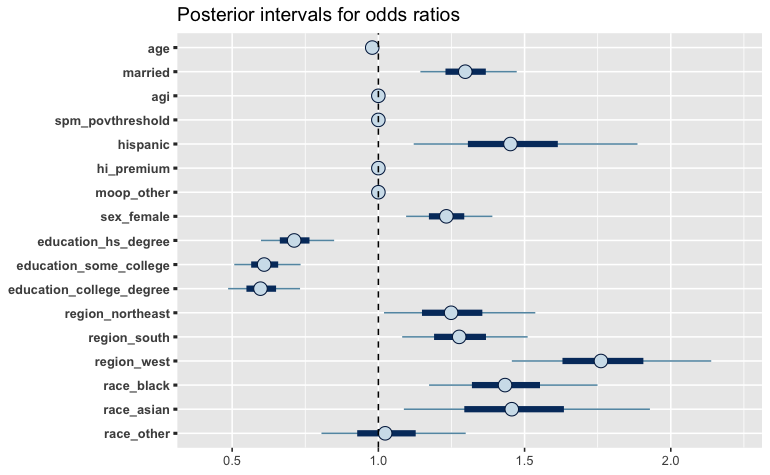 Posterior intervals for odds ratios
age
married
agi
spm_povthreshold
hispanic
hi_premium
moop_other
sex_female
education_hs_degree
education_some_college
education_college_degree
region_northeast
region_south
region_west
race_black
race_asian
race_other
0.5 1.0 1.5 2.0